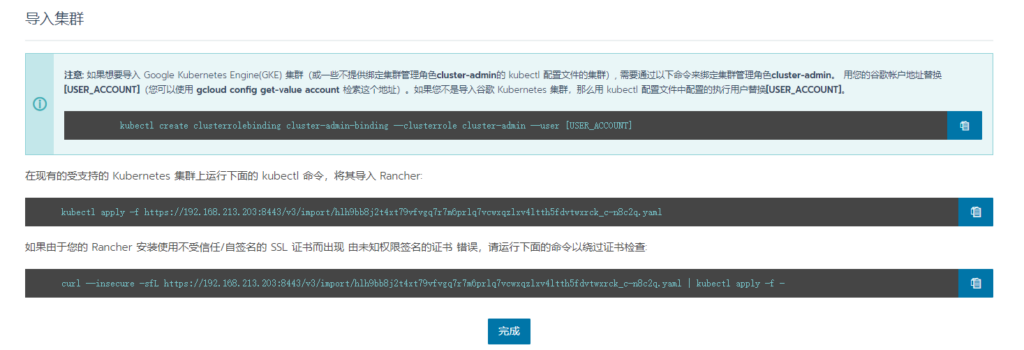 导入集群
注意: 如果想要导入 Google Kubernetes Engine(GKE) 集群（或一些不提供绑定集群管理角色cluster-admin的 kubectl 配置文件的集群）, 需要通过以下命令来绑定集群管理角色cluster-admin。 用您的谷歌帐户地址替换
[USER_ACCOUNT]（您可以使用 gcloud config get-value account 检索这个地址）。如果您不是导入谷歌 Kubernetes 集群，那么用 kubectl 配置文件中配置的执行用户替换[USER_ACCOUNT]。
kubectl create clusterrolebinding cluster-admin-binding --clusterrole cluster-admin --user [USER_ACCOUNT]
在现有的受支持的 Kubernetes 集群上运行下面的 kubectl 命令，将其导入 Rancher:
kubectl apply -f https://192.168.213.203:8443/v3/import/hlh9bb8j2t4xt79vfvgq7r7m6prlq7vcwxqzlxv4ltth5fdvtwzrck_c-n8c2q.yaml
如果由于您的 Rancher 安装使用不受信任/自签名的 SSL 证书而出现 由未知权限签名的证书 错误，请运行下面的命令以绕过证书检查:
curl --insecure -sfL https://192.168.213.203:8443/v3/import/hlh9bb8j2t4xt79vfvgq7r7m6prlq7vcwxqzlxv4ltth5fdvtwzrck_c-n8c2q.yaml | kubectl apply -f -
完成